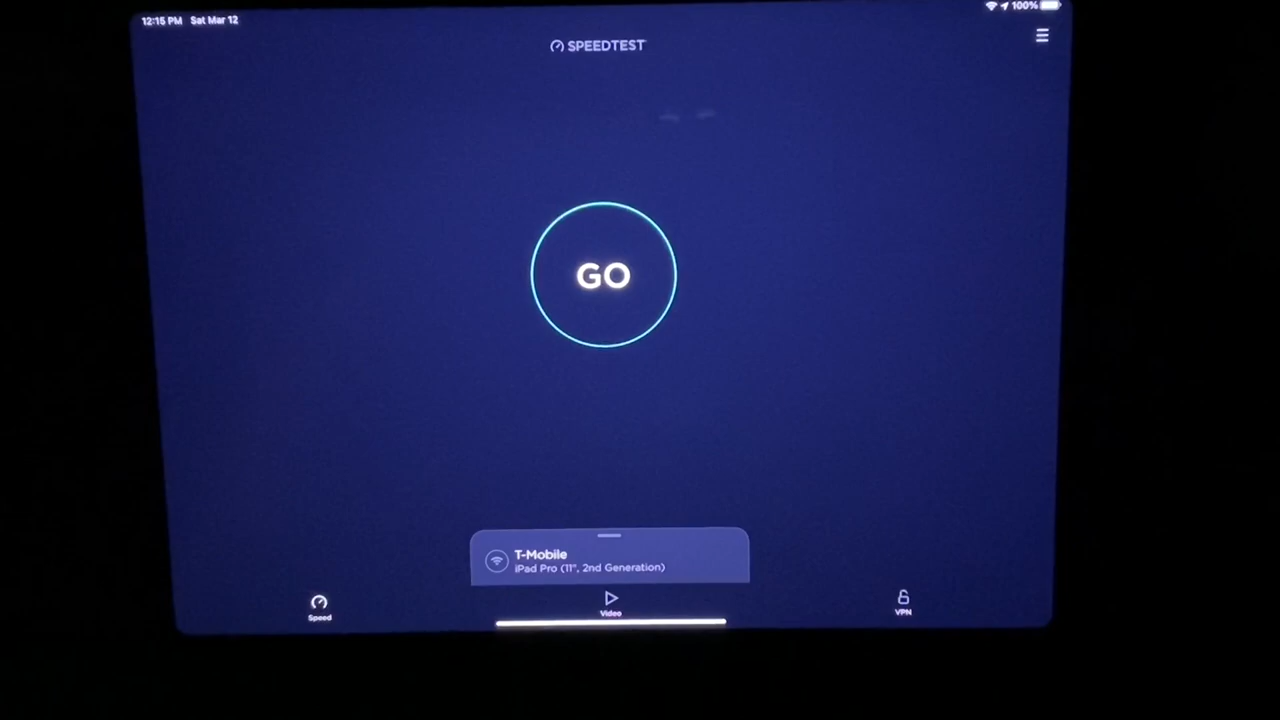 12:15 PM Sat Mar 12
100%
SPEEDTEST
GO
T-Mobile
iPad Pro (11", 2nd Generation)
Speed
Video
VPN